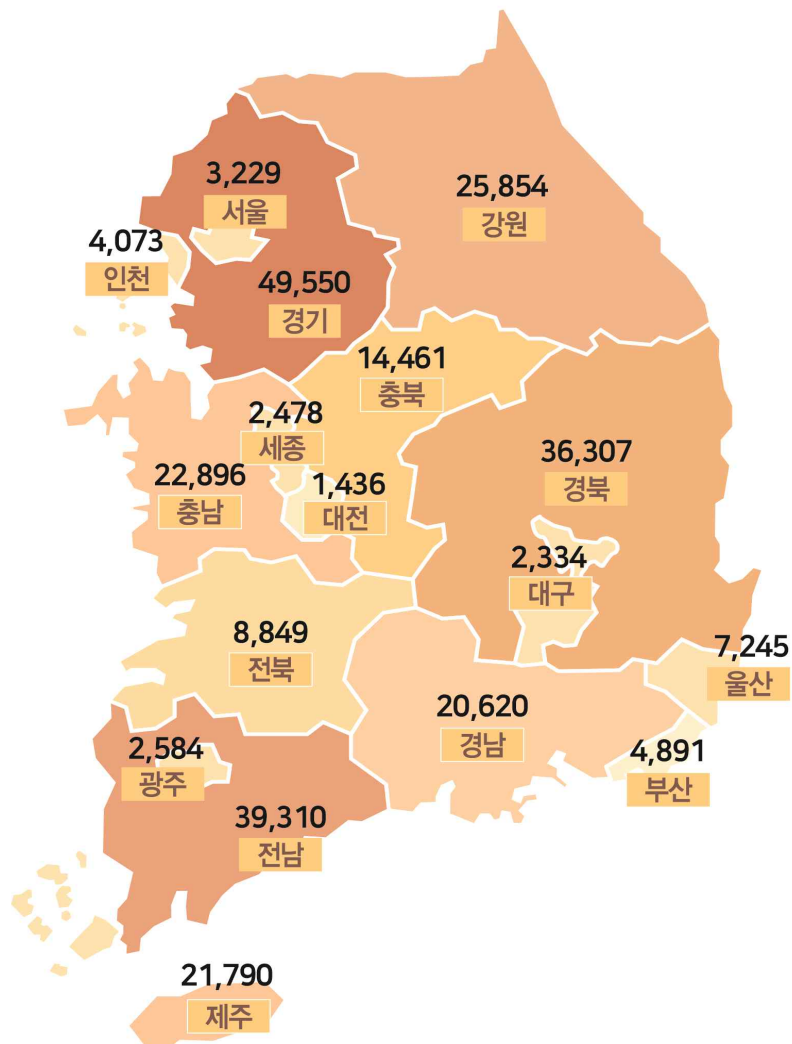 3,229
서울
25,854
강원
4,073
인천
49,550
경기
14,461
충북
2,478
세종
22,896
충남
1,436
대전
36,307
경북
2,334
대구
8,849
전북
7,245
울산
20,620
경남
4,891
부산
2,584
광주
39,310
전남
21,790
제주